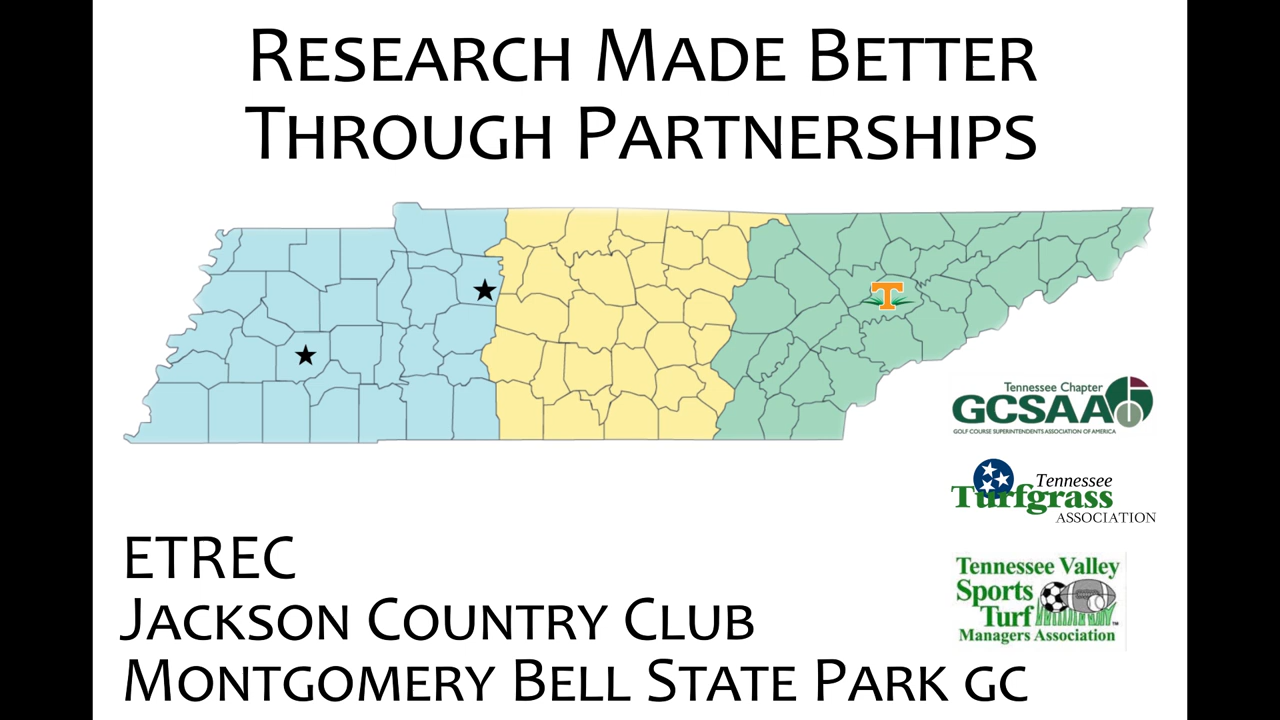 RESEARCH MADE BETTER
THROUGH PARTNERSHIPS
T
Tennessee Chapter
GCSAA
GOLF COURSE SUPERINTENDENTS ASSOCIATION OF AMERICA
Tennessee
Turfgrass
ASSOCIATION
Tennessee Valley
Sports
Turf
Managers Association
ETREC
JACKSON COUNTRY CLUB
MONTGOMERY BELL STATE PARK GC